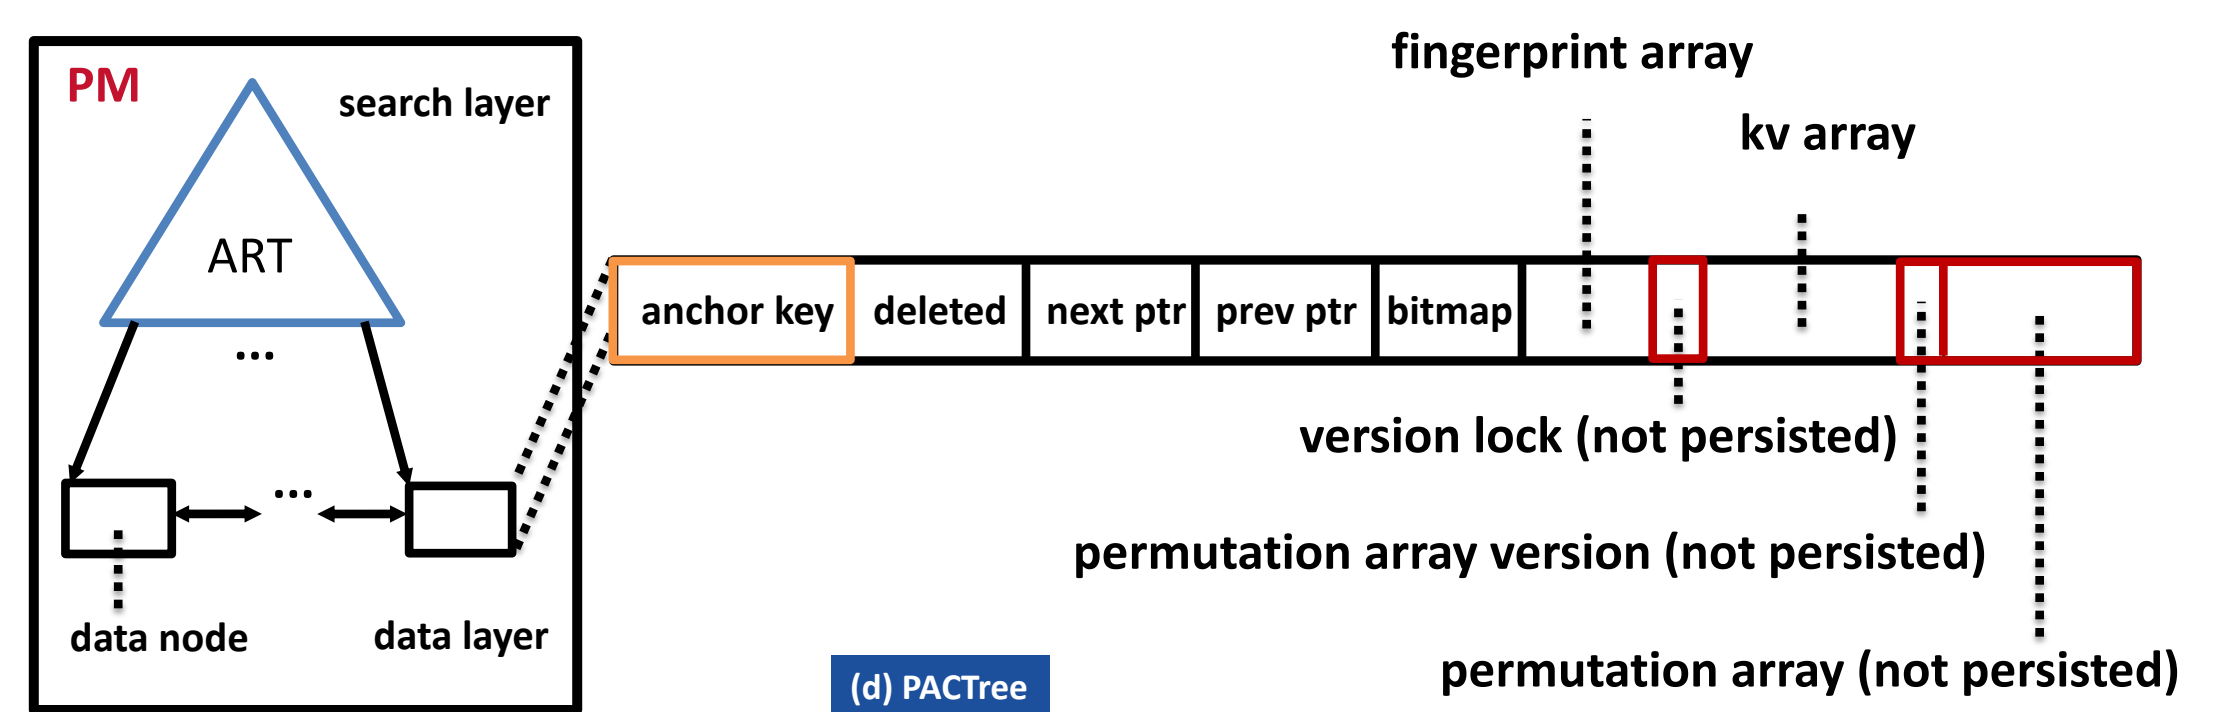 PM
search layer
ART
...
...
data node
data layer
fingerprint array
kv array
anchor key
deleted
next ptr
prev ptr
bitmap
version lock (not persisted)
permutation array version (not persisted)
permutation array (not persisted)
(d) PACTree